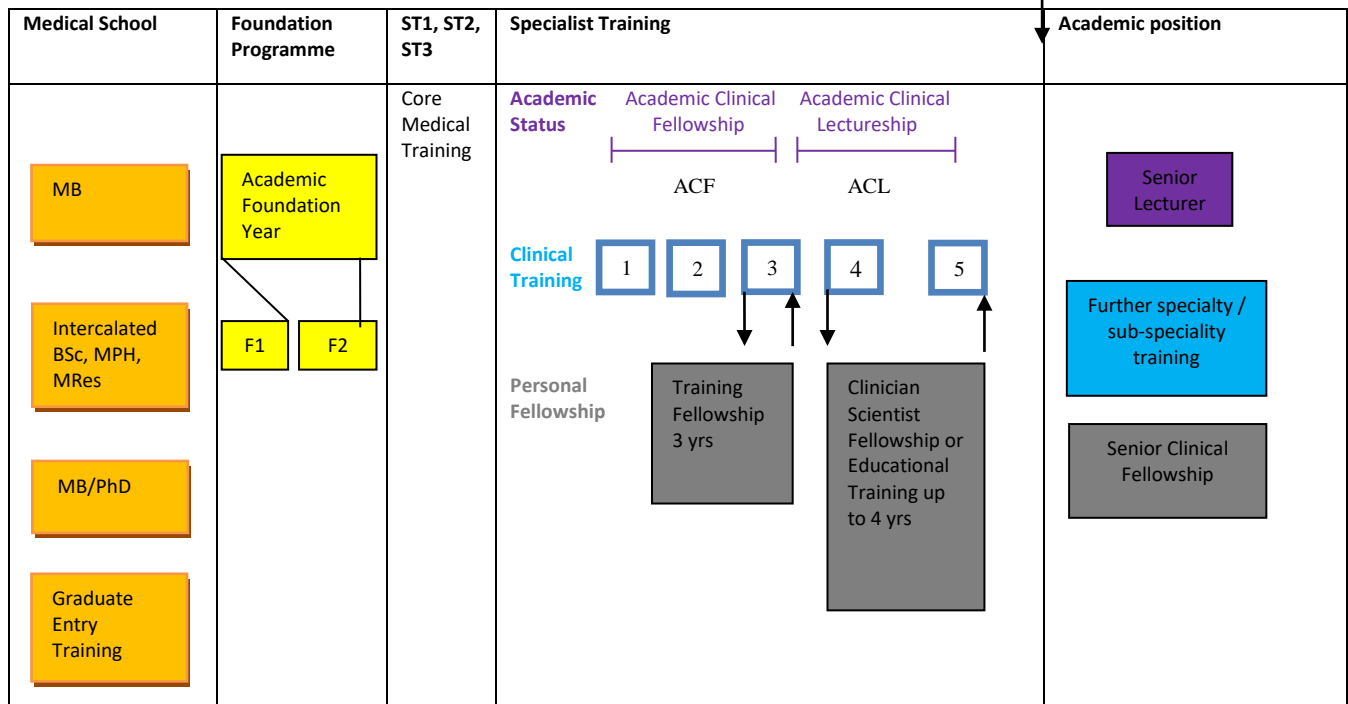 Medical School
Foundation
Programme
ST1, ST2,
ST3
Specialist Training
Academic position
MB
Intercalated
BSc, MPH,
MRes
MB/PhD
Graduate
Entry
Training
Academic
Foundation
Year
F1
F2
Core
Medical
Training
Academic
Status
Academic Clinical
Fellowship
Academic Clinical
Lectureship
ACF
ACL
Clinical
Training
1
2
3
4
5
Personal
Fellowship
Training
Fellowship
3 yrs
Clinician
Scientist
Fellowship or
Educational
Training up
to 4 yrs
Senior
Lecturer
Further specialty /
sub-speciality
training
Senior Clinical
Fellowship